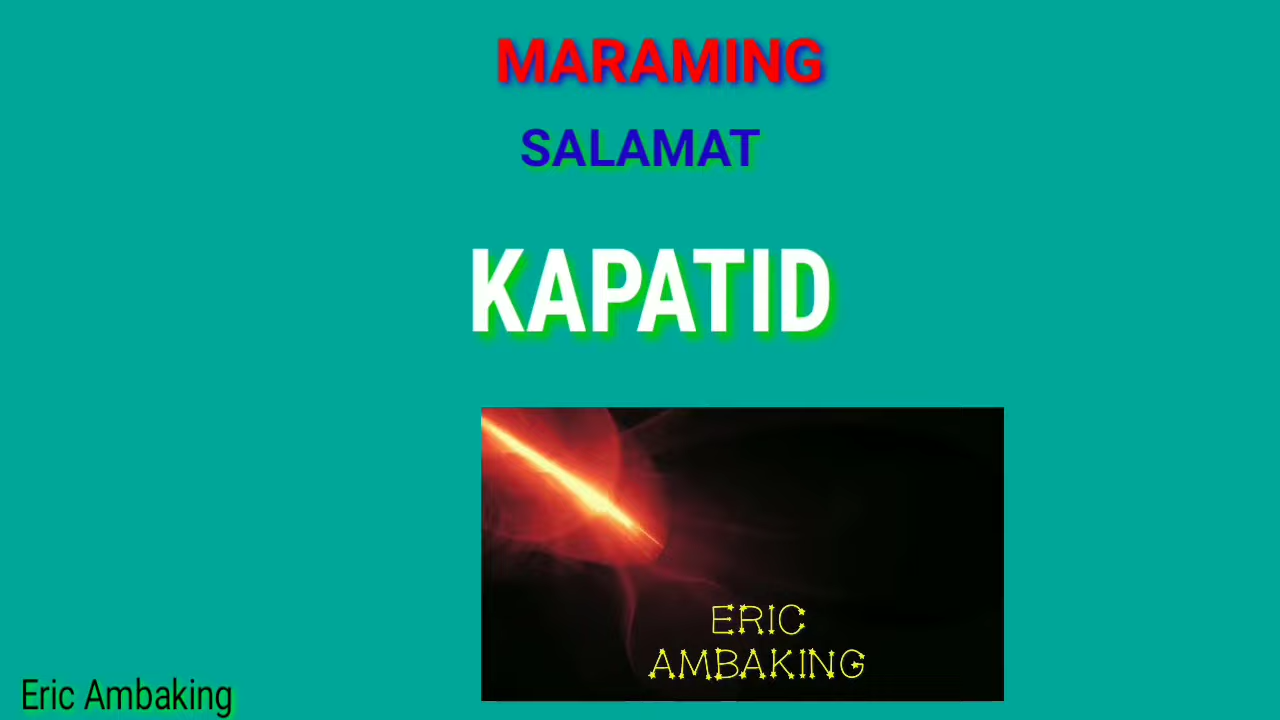 MARAMING
SALAMAT
KAPATID
ERIC
AMBAKING
Eric Ambaking